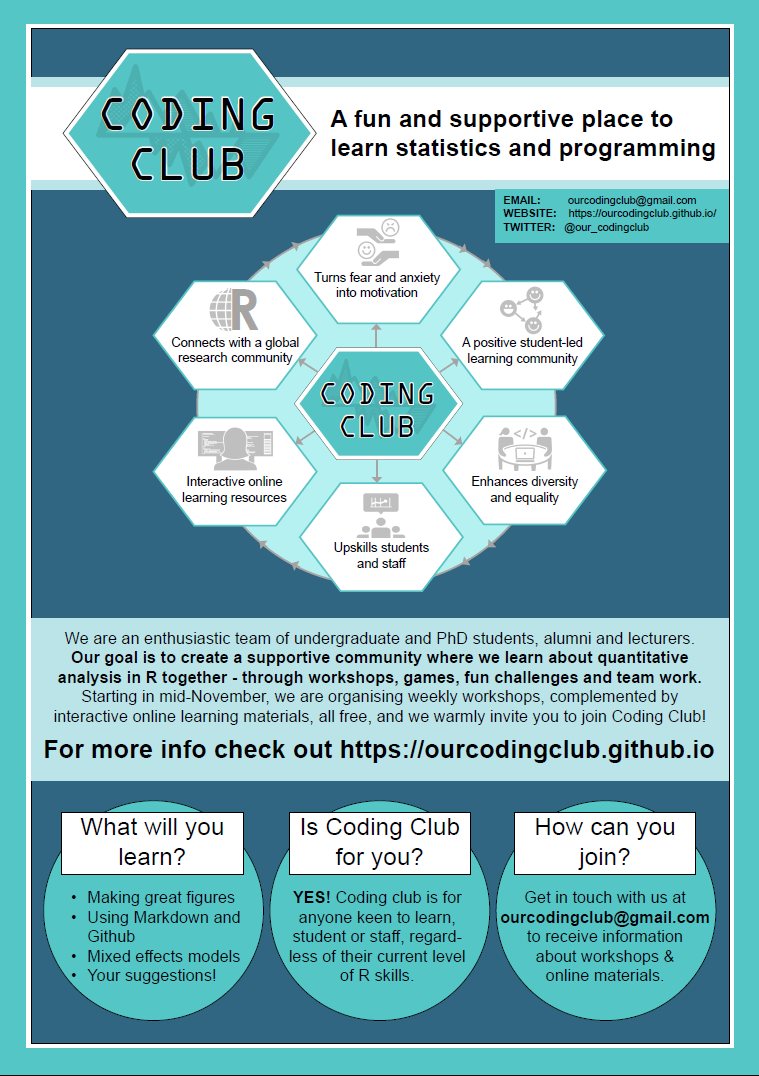 CODING
CLUB
A fun and supportive place to
learn statistics and programming
EMAIL: ourcodingclub@gmail.com
WEBSITE: https://ourcodingclub.github.io/
TWITTER: @our_codingclub
Turns fear and anxiety
into motivation
R
Connects with a global
research community
A positive student-led
learning community
CODING
CLUB
Interactive online
learning resources
</>
Enhances diversity
and equality
Upskills students
and staff
We are an enthusiastic team of undergraduate and PhD students, alumni and lecturers.
Our goal is to create a supportive community where we learn about quantitative
analysis in R together - through workshops, games, fun challenges and team work.
Starting in mid-November, we are organising weekly workshops, complemented by
interactive online learning materials, all free, and we warmly invite you to join Coding Club!
For more info check out https://ourcodingclub.github.io
What will you
learn?
• Making great figures
• Using Markdown and
Github
• Mixed effects models
• Your suggestions!
Is Coding Club
for you?
YES! Coding club is for
anyone keen to learn,
student or staff, regard-
less of their current level
of R skills.
How can you
join?
Get in touch with us at
ourcodingclub@gmail.com
to receive information
about workshops &
online materials.